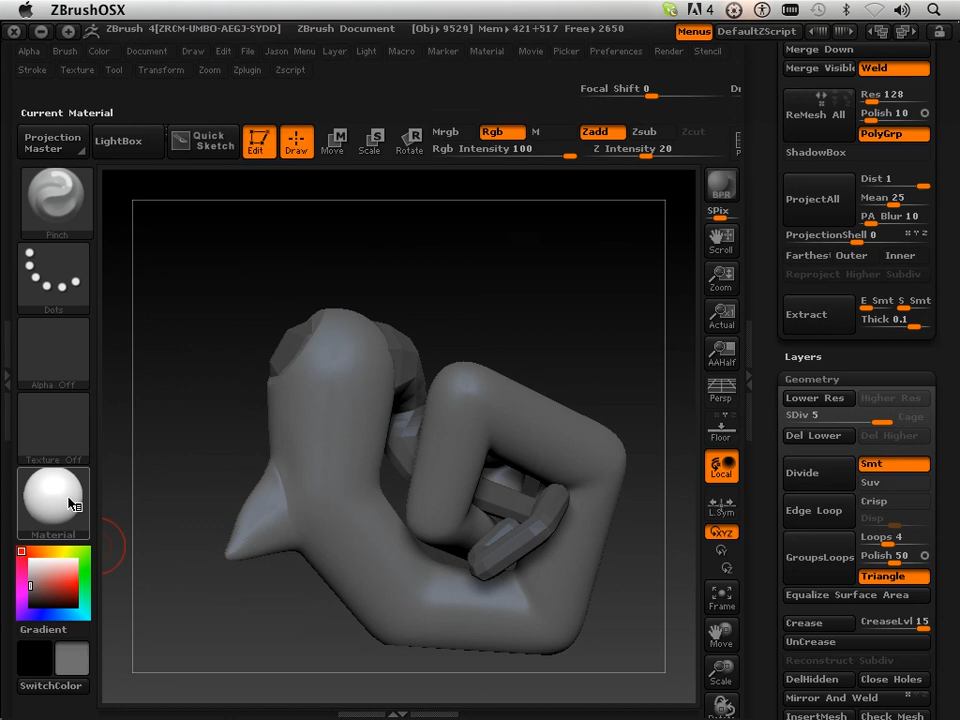 ZBrushOSX
4
ZBrush 4[ZRCM-UMBO-AEGJ-SYDD]
ZBrush Document
[Obj▸9529] Mem▸421+517 Free▸2650
Menus
DefaultZScript
Alpha Brush Color Document Draw Edit File Jason Menu Layer Light Macro Marker Material Movie Picker Preferences Render Stencil
Stroke Texture Tool Transform Zoom Zplugin Zscript
Focal Shift 0
Current Material
Projection Master
LightBox
Quick Sketch
Edit
Draw
Move
Scale
Rotate
Mrgb
Rgb
M
Zadd
Zsub
Zcut
Rgb Intensity 100
Z Intensity 20
Pinch
Dots
Alpha Off
Texture Off
Material
Gradient
SwitchColor
BPR
SPix
Scroll
Zoom
Actual
AAHalf
Persp
Floor
Local
L.Sym
XYZ
Y
Z
Frame
Move
Scale
Merge Down
Merge Visible
Weld
ReMesh All
Res 128
Polish 10
PolyGrp
ShadowBox
ProjectAll
Dist 1
Mean 25
PA Blur 10
ProjectionShell 0
X Y Z
Farthest
Outer
Inner
Reproject Higher Subdiv
Extract
E Smt
S Smt
Thick 0.1
Layers
Geometry
Lower Res
Higher Res
SDiv 5
Cage
Del Lower
Del Higher
Divide
Smt
Suv
Edge Loop
Crisp
Disp
GroupsLoops
Loops 4
Polish 50
Triangle
Equalize Surface Area
Crease
CreaseLvl 15
UnCrease
Reconstruct Subdiv
DelHidden
Close Holes
Mirror And Weld
InsertMesh
Check Mesh